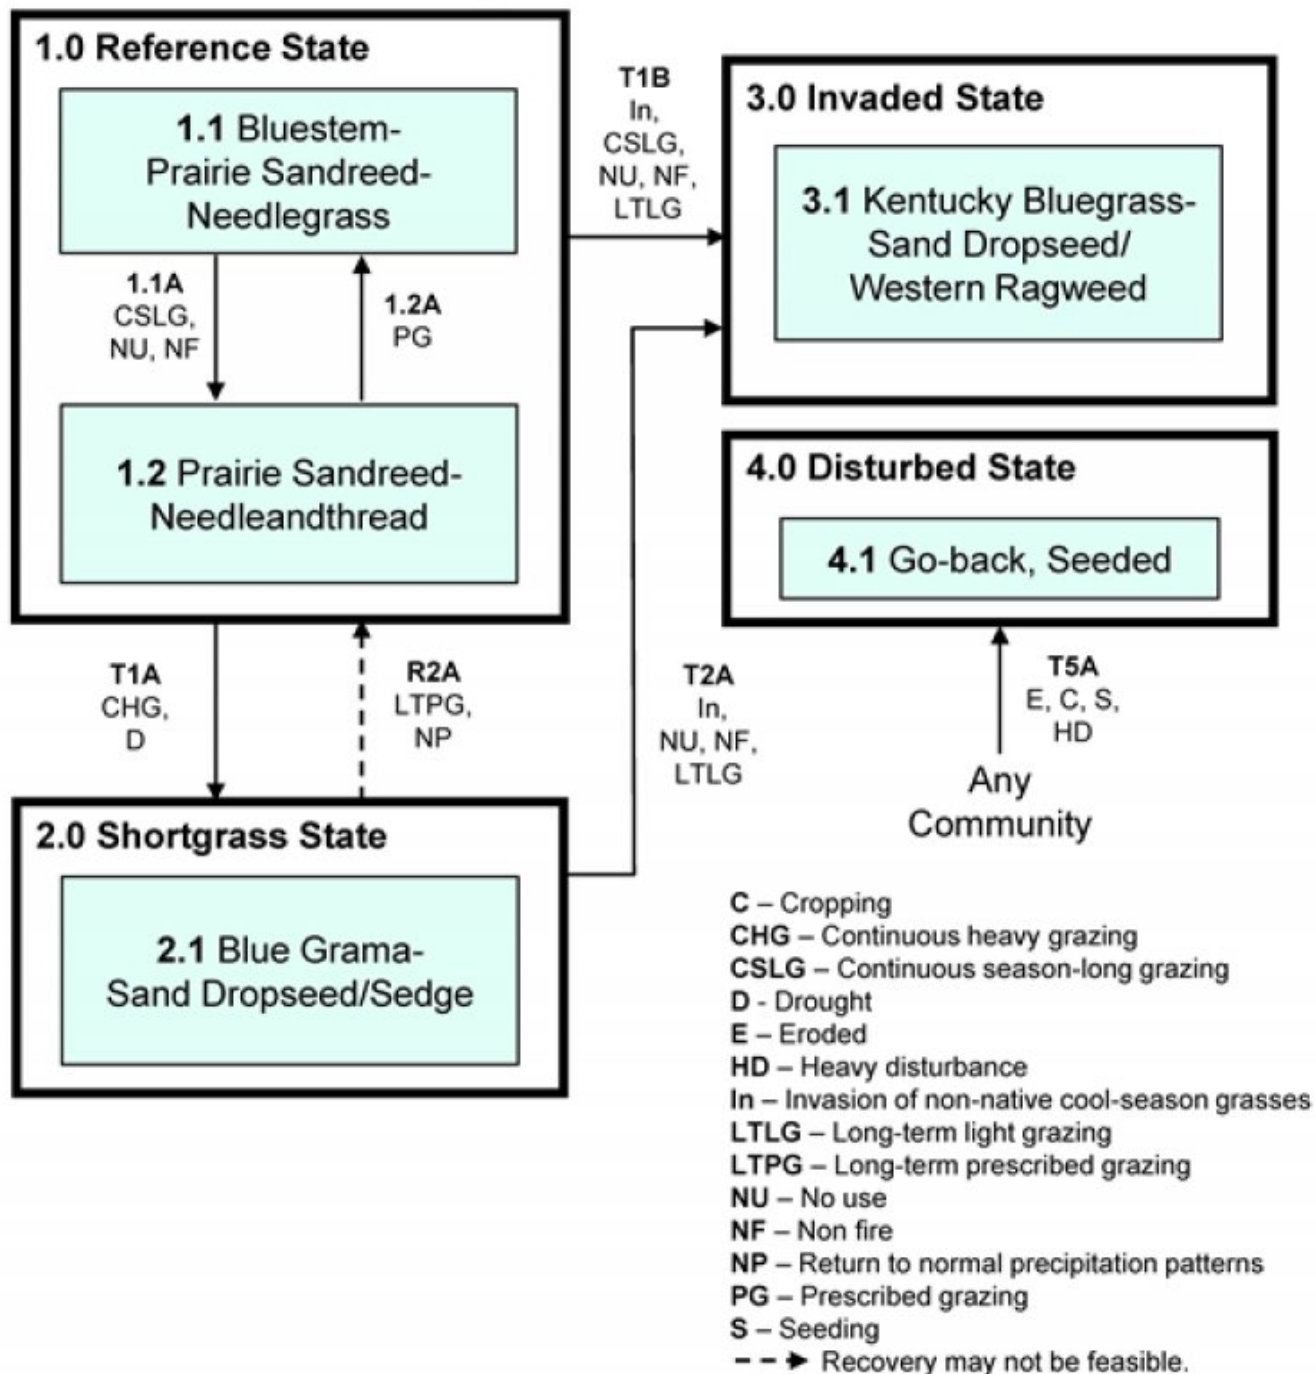 1.0 Reference State
1.1 Bluestem-
Prairie Sandreed-
Needlegrass
1.1A
CSLG,
NU, NF
1.2A
PG
1.2 Prairie Sandreed-
Needleandthread
T1B
In,
CSLG,
NU, NF,
LTLG
3.0 Invaded State
3.1 Kentucky Bluegrass-
Sand Dropseed/
Western Ragweed
4.0 Disturbed State
4.1 Go-back, Seeded
T1A
CHG,
D
R2A
LTPG,
NP
T2A
In,
NU, NF,
LTLG
T5A
E, C, S,
HD
Any
Community
2.0 Shortgrass State
2.1 Blue Grama-
Sand Dropseed/Sedge
C – Cropping
CHG – Continuous heavy grazing
CSLG – Continuous season-long grazing
D - Drought
E – Eroded
HD – Heavy disturbance
In – Invasion of non-native cool-season grasses
LTLG – Long-term light grazing
LTPG – Long-term prescribed grazing
NU – No use
NF – Non fire
NP – Return to normal precipitation patterns
PG – Prescribed grazing
S – Seeding
Recovery may not be feasible.